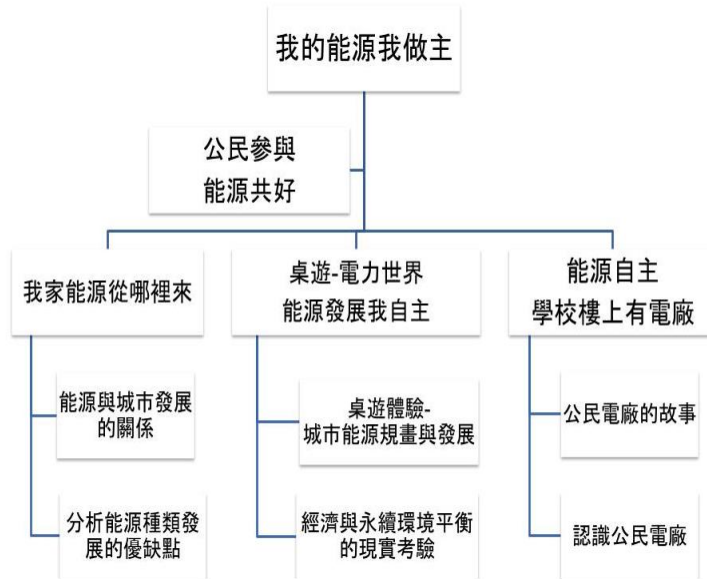 我的能源我做主
公民參與
能源共好
我家能源從哪裡來
桌遊-電力世界
能源發展我自主
能源自主
學校樓上有電廠
能源與城市發展
的關係
分析能源種類發
展的優缺點
桌遊體驗-
城市能源規畫與發展
經濟與永續環境平衡
的現實考驗
公民電廠的故事
認識公民電廠